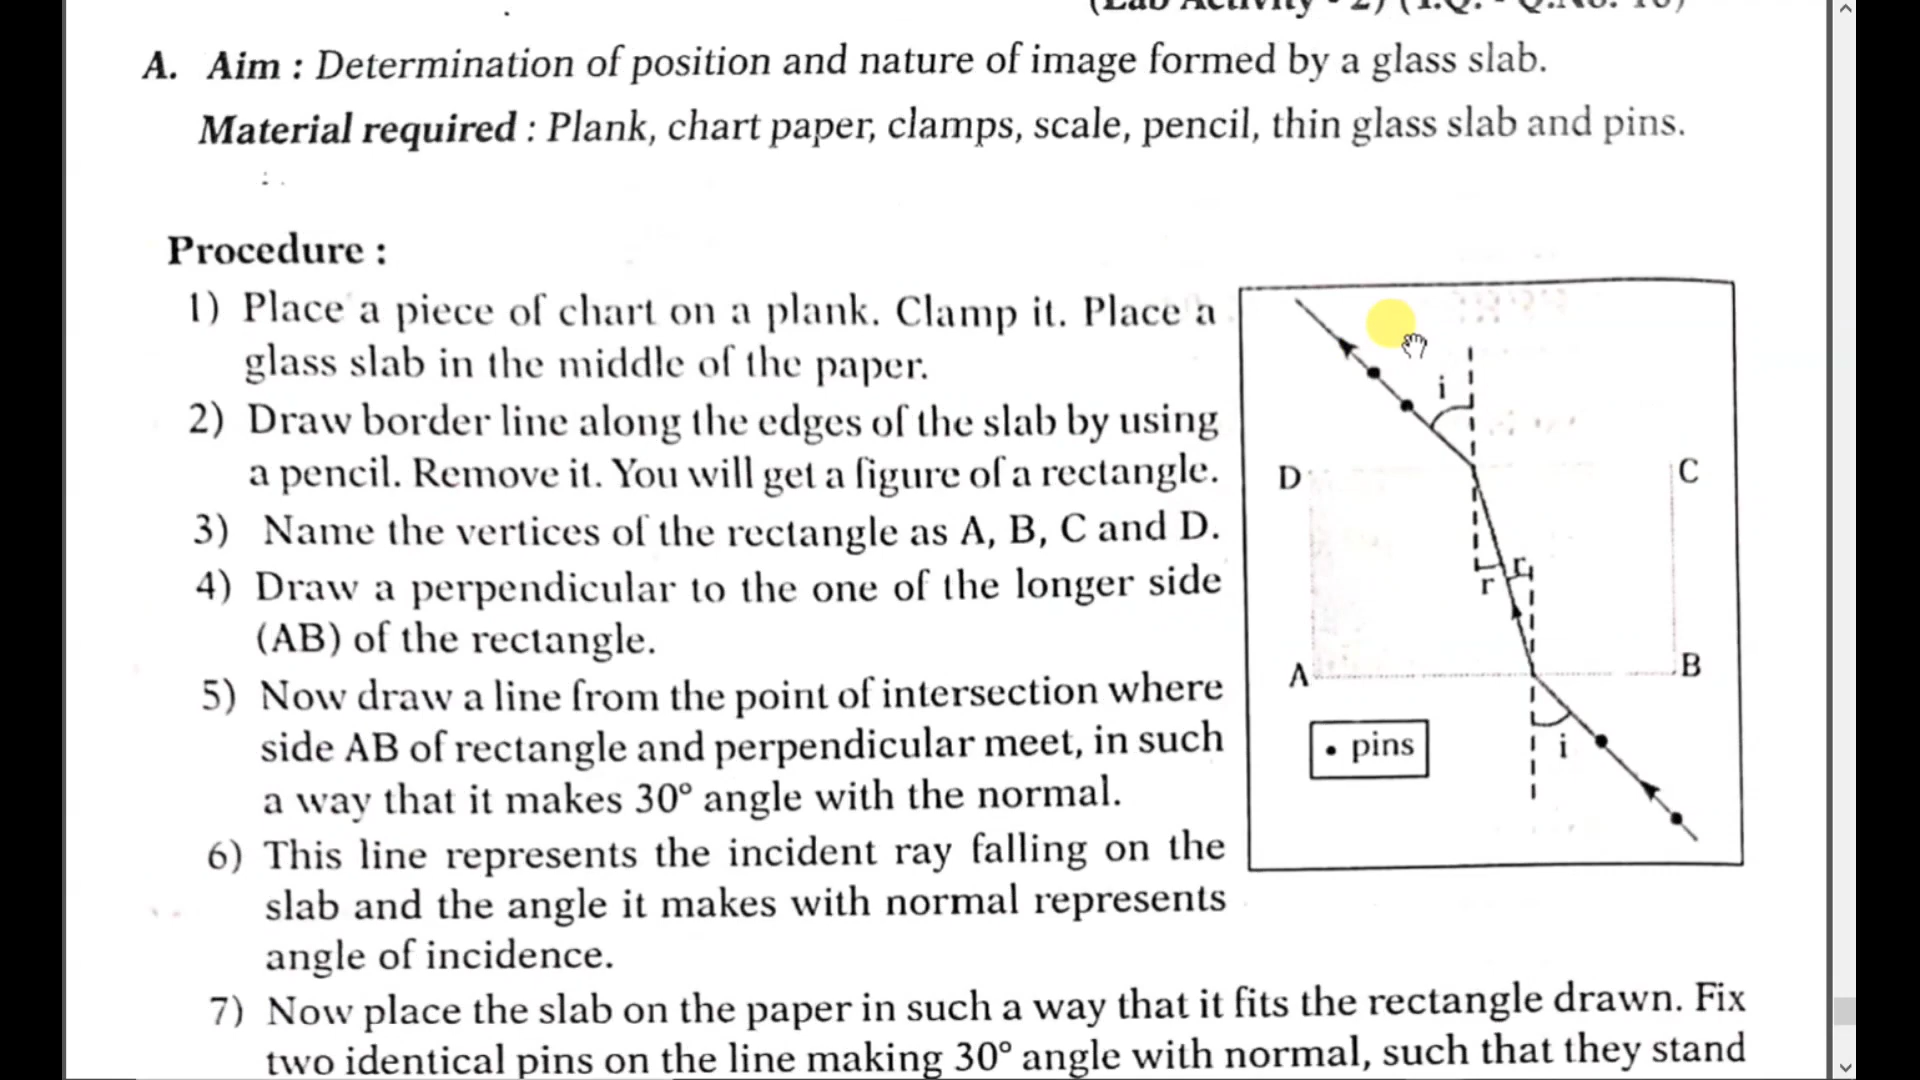 (Lab Activity - 2) (I.Q. - Q.No. 10)
A. Aim : Determination of position and nature of image formed by a glass slab.
Material required : Plank, chart paper, clamps, scale, pencil, thin glass slab and pins.
Procedure :
1) Place a piece of chart on a plank. Clamp it. Place a
glass slab in the middle of the paper.
2) Draw border line along the edges of the slab by using
a pencil. Remove it. You will get a figure of a rectangle.
3) Name the vertices of the rectangle as A, B, C and D.
4) Draw a perpendicular to the one of the longer side
(AB) of the rectangle.
5) Now draw a line from the point of intersection where
side AB of rectangle and perpendicular meet, in such
a way that it makes 30° angle with the normal.
6) This line represents the incident ray falling on the
slab and the angle it makes with normal represents
angle of incidence.
7) Now place the slab on the paper in such a way that it fits the rectangle drawn. Fix
two identical pins on the line making 30° angle with normal, such that they stand
i
D
C
r
r
A
B
• pins
i